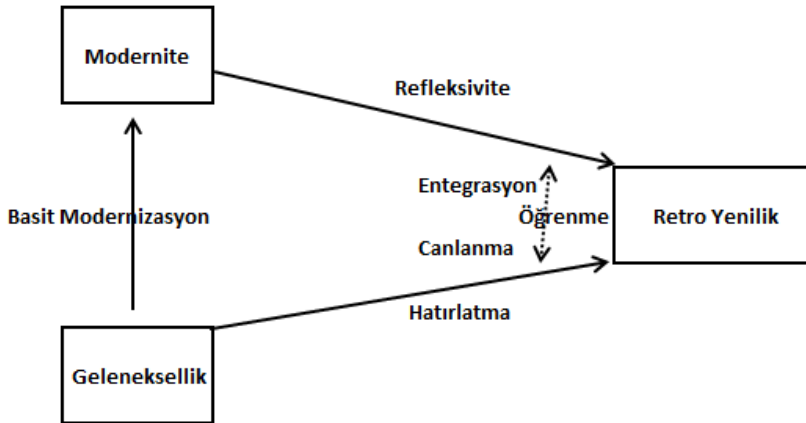 Modernite
Refleksivite
Entegrasyon
Basit Modernizasyon
Öğrenme
Retro Yenilik
Canlanma
Hatırlatma
Geleneksellik